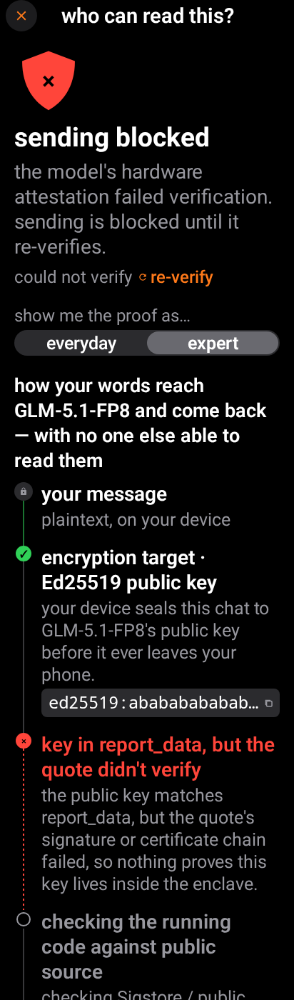 who can read this?
sending blocked
the model's hardware
attestation failed verification.
sending is blocked until it
re-verifies.
could not verify re-verify
show me the proof as...
everyday expert
how your words reach
GLM-5.1-FP8 and come back
— with no one else able to
read them
your message
plaintext, on your device
encryption target ·
Ed25519 public key
your device seals this chat to
GLM-5.1-FP8's public key
before it ever leaves your
phone.
ed25519:abababababab...
key in report_data, but the
quote didn't verify
the public key matches
report_data, but the quote's
signature or certificate chain
failed, so nothing proves this
key lives inside the enclave.
checking the running
code against public
source
checking Sigstore / public